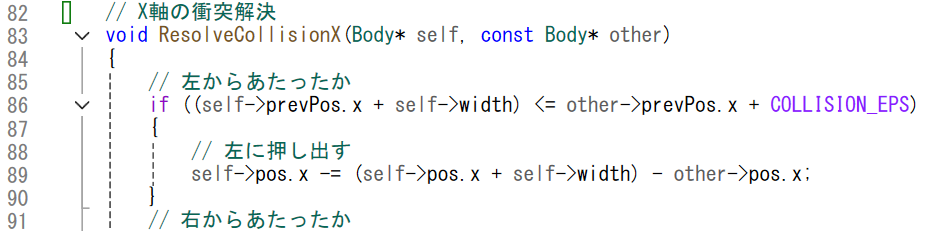 82 // X軸の衝突解決
83 void ResolveCollisionX(Body* self, const Body* other)
84 {
85 // 左からあたったか
86 if ((self->prevPos.x + self->width) <= other->prevPos.x + COLLISION_EPS)
87 {
88 // 左に押し出す
89 self->pos.x -= (self->pos.x + self->width) - other->pos.x;
90 }
91 // 右からあたったか